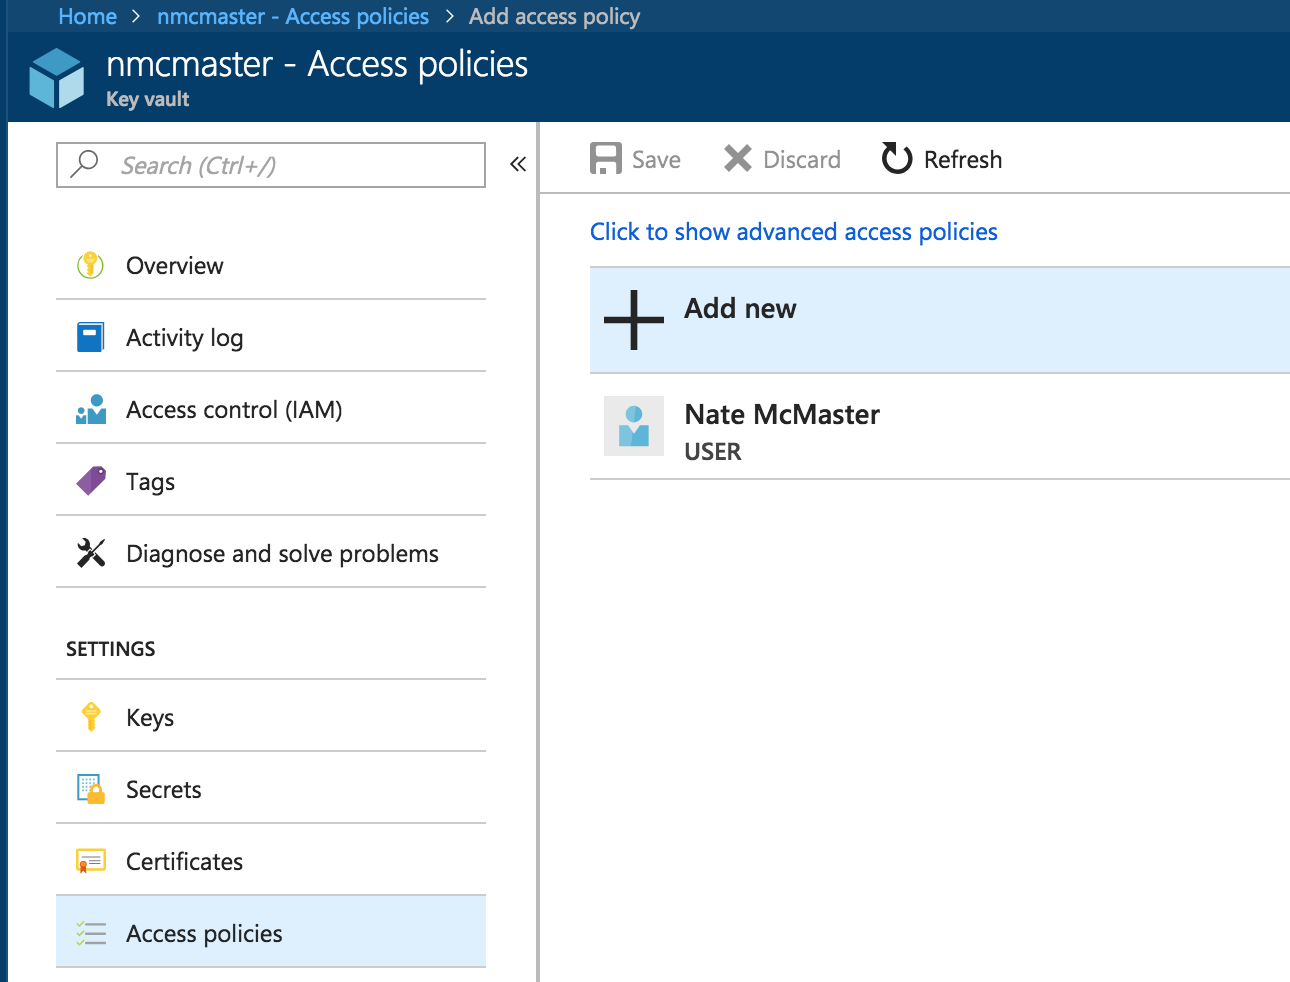 Home > nmcmaster - Access policies > Add access policy
nmcmaster - Access policies
Key vault
Search (Ctrl+/)
«
Overview
Activity log
Access control (IAM)
Tags
Diagnose and solve problems
SETTINGS
Keys
Secrets
Certificates
Access policies
Save Discard Refresh
Click to show advanced access policies
Add new
Nate McMaster
USER